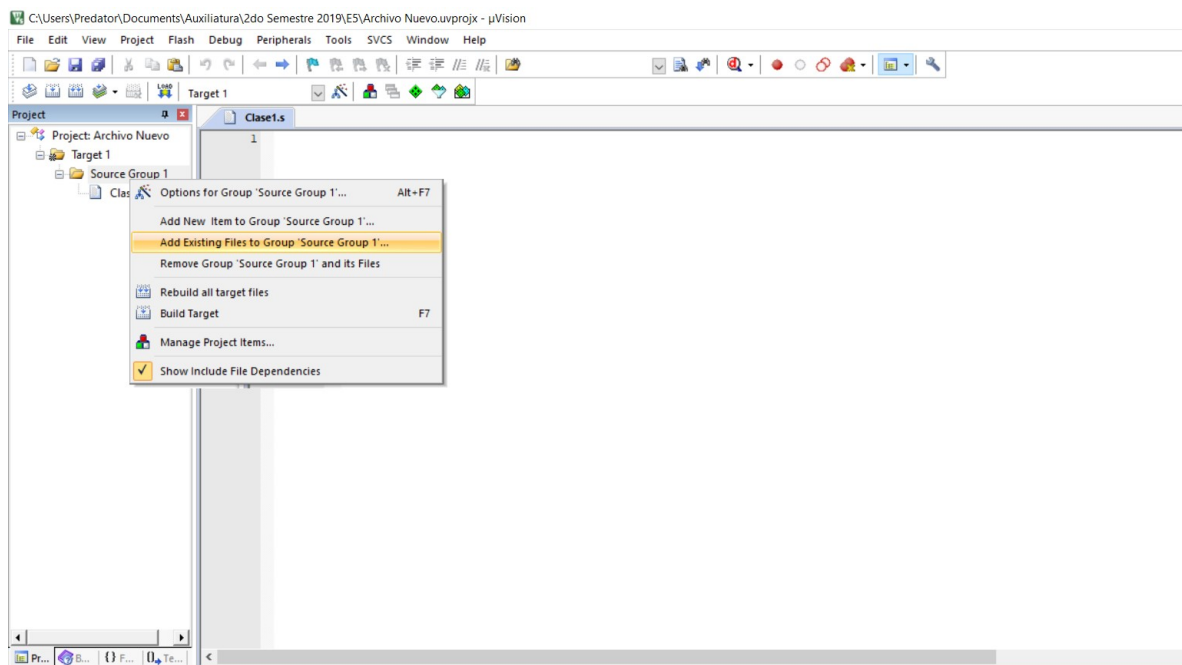 C:\Users\Predator\Documents\Auxiliatura\2do Semestre 2019\E5\Archivo Nuevo.uvprojx - µVision
File Edit View Project Flash Debug Peripherals Tools SVCS Window Help
LOAD Target 1
Project
Clase1.s
Project: Archivo Nuevo
1
Target 1
Source Group 1
Options for Group 'Source Group 1'... Alt+F7
Add New Item to Group 'Source Group 1'...
Add Existing Files to Group 'Source Group 1'...
Remove Group 'Source Group 1' and its Files
Rebuild all target files
Build Target F7
Manage Project Items...
Show Include File Dependencies
Pr... B... {} F... 0 Te...